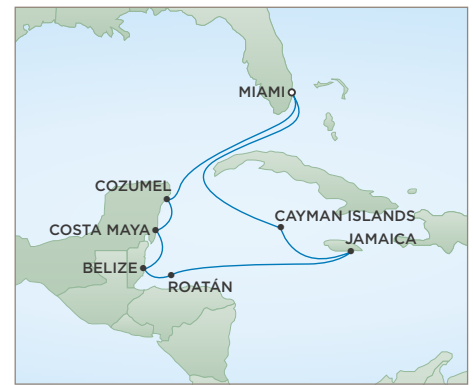 MIAMI
COZUMEL
COSTA MAYA
CAYMAN ISLANDS
JAMAICA
BELIZE
ROATÁN